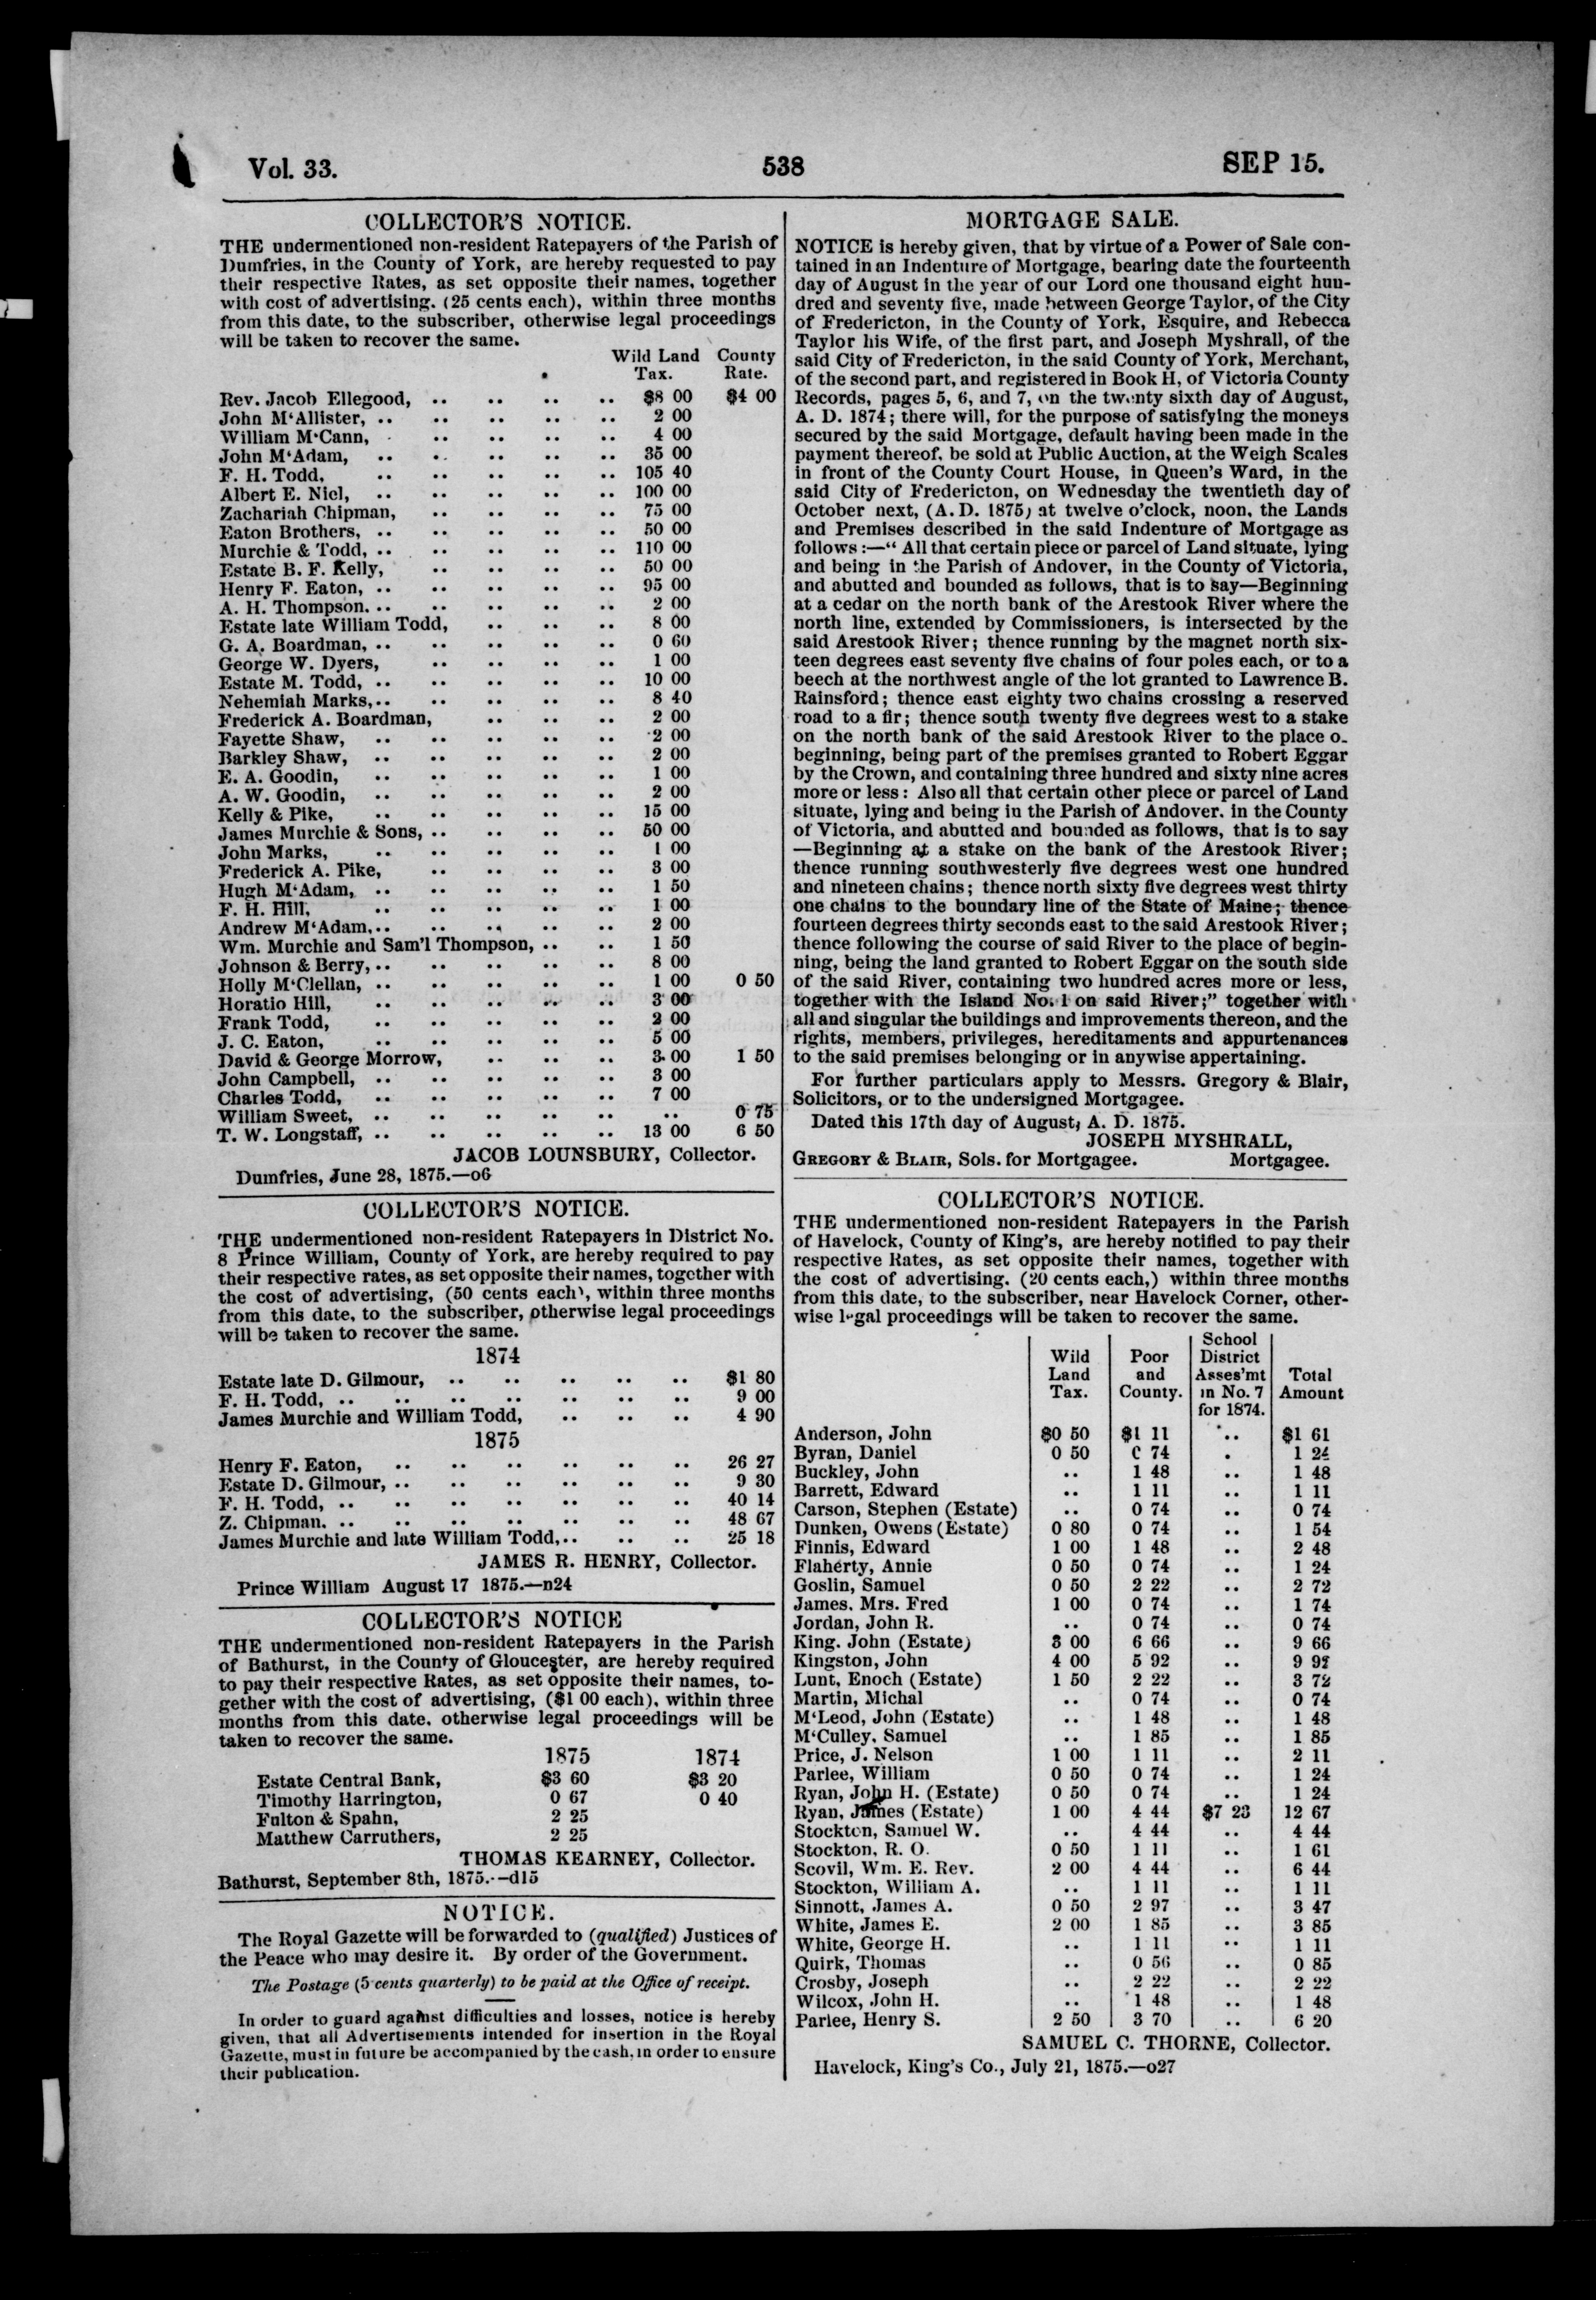 Vol. 33.
538
SEP 15.
COLLECTOR'S NOTICE.
THE undermentioned non-resident Ratepayers of the Parish of
Dumfries, in the County of York, are hereby requested to pay
their respective Rates, as set opposite their names, together
with cost of advertising. (25 cents each), within three months
from this date, to the subscriber, otherwise legal proceedings
will be taken to recover the same.
Wild Land County
Tax. Rate.
Rev. Jacob Ellegood, .. .. .. .. $8 00 $4 00
John M'Allister, .. .. .. .. .. 2 00
William M'Cann, .. .. .. .. 4 00
John M'Adam, .. .. .. .. .. 35 00
F. H. Todd, .. .. .. .. .. 105 40
Albert E. Niel, .. .. .. .. .. 100 00
Zachariah Chipman, .. .. .. .. 75 00
Eaton Brothers, .. .. .. .. .. 50 00
Murchie & Todd, .. .. .. .. .. 110 00
Estate B. F. Kelly, .. .. .. .. 50 00
Henry F. Eaton, .. .. .. .. .. 95 00
A. H. Thompson. .. .. .. .. .. 2 00
Estate late William Todd, .. .. .. 8 00
G. A. Boardman, .. .. .. .. .. 0 60
George W. Dyers, .. .. .. .. 1 00
Estate M. Todd, .. .. .. .. .. 10 00
Nehemiah Marks,.. .. .. .. .. 8 40
Frederick A. Boardman, .. .. .. 2 00
Fayette Shaw, .. .. .. .. .. 2 00
Barkley Shaw, .. .. .. .. .. 2 00
E. A. Goodin, .. .. .. .. .. 1 00
A. W. Goodin, .. .. .. .. .. 2 00
Kelly & Pike, .. .. .. .. .. 15 00
James Murchie & Sons, .. .. .. .. 50 00
John Marks, .. .. .. .. .. 1 00
Frederick A. Pike, .. .. .. .. 3 00
Hugh M'Adam, .. .. .. .. .. 1 50
F. H. Hill, .. .. .. .. .. 1 00
Andrew M'Adam,.. .. .. .. .. 2 00
Wm. Murchie and Sam'l Thompson, .. .. 1 50
Johnson & Berry, .. .. .. .. .. 8 00
Holly M'Clellan, .. .. .. .. .. 1 00 0 50
Horatio Hill, .. .. .. .. .. 3 00
Frank Todd, .. .. .. .. .. 2 00
J. C. Eaton, .. .. .. .. .. 5 00
David & George Morrow, .. .. .. 3 00 1 50
John Campbell, .. .. .. .. .. 3 00
Charles Todd, .. .. .. .. .. 7 00
William Sweet, .. .. .. .. .. .. 0 75
T. W. Longstaff, .. .. .. .. .. 13 00 6 50
JACOB LOUNSBURY, Collector.
Dumfries, June 28, 1875.—o6
COLLECTOR'S NOTICE.
THE undermentioned non-resident Ratepayers in District No.
8 Prince William, County of York, are hereby required to pay
their respective rates, as set opposite their names, together with
the cost of advertising, (50 cents each), within three months
from this date, to the subscriber, otherwise legal proceedings
will be taken to recover the same.
1874
Estate late D. Gilmour, .. .. .. .. .. $1 80
F. H. Todd, .. .. .. .. .. .. .. 9 00
James Murchie and William Todd, .. .. .. 4 90
1875
Henry F. Eaton, .. .. .. .. .. .. 26 27
Estate D. Gilmour, .. .. .. .. .. .. 9 30
F. H. Todd, .. .. .. .. .. .. .. 40 14
Z. Chipman. .. .. .. .. .. .. .. 48 67
James Murchie and late William Todd,.. .. .. 25 18
JAMES R. HENRY, Collector.
Prince William August 17 1875.—n24
COLLECTOR'S NOTICE
THE undermentioned non-resident Ratepayers in the Parish
of Bathurst, in the County of Gloucester, are hereby required
to pay their respective Rates, as set opposite their names, to-
gether with the cost of advertising, ($1 00 each), within three
months from this date. otherwise legal proceedings will be
taken to recover the same.
1875 1874
Estate Central Bank, $3 60 $3 20
Timothy Harrington, 0 67 0 40
Fulton & Spahn, 2 25
Matthew Carruthers, 2 25
THOMAS KEARNEY, Collector.
Bathurst, September 8th, 1875.--d15
NOTICE.
The Royal Gazette will be forwarded to (qualified) Justices of
the Peace who may desire it. By order of the Government.
The Postage (5 cents quarterly) to be paid at the Office of receipt.
In order to guard against difficulties and losses, notice is hereby
given, that all Advertisements intended for insertion in the Royal
Gazette, must in future be accompanied by the cash, in order to ensure
their publication.
MORTGAGE SALE.
NOTICE is hereby given, that by virtue of a Power of Sale con-
tained in an Indenture of Mortgage, bearing date the fourteenth
day of August in the year of our Lord one thousand eight hun-
dred and seventy five, made between George Taylor, of the City
of Fredericton, in the County of York, Esquire, and Rebecca
Taylor his Wife, of the first part, and Joseph Myshrall, of the
said City of Fredericton, in the said County of York, Merchant,
of the second part, and registered in Book H, of Victoria County
Records, pages 5, 6, and 7, on the twenty sixth day of August,
A. D. 1874; there will, for the purpose of satisfying the moneys
secured by the said Mortgage, default having been made in the
payment thereof, be sold at Public Auction, at the Weigh Scales
in front of the County Court House, in Queen's Ward, in the
said City of Fredericton, on Wednesday the twentieth day of
October next, (A. D. 1875) at twelve o'clock, noon, the Lands
and Premises described in the said Indenture of Mortgage as
follows:—" All that certain piece or parcel of Land situate, lying
and being in the Parish of Andover, in the County of Victoria,
and abutted and bounded as follows, that is to say—Beginning
at a cedar on the north bank of the Arestook River where the
north line, extended by Commissioners, is intersected by the
said Arestook River; thence running by the magnet north six-
teen degrees east seventy five chains of four poles each, or to a
beech at the northwest angle of the lot granted to Lawrence B.
Rainsford; thence east eighty two chains crossing a reserved
road to a fir; thence south twenty five degrees west to a stake
on the north bank of the said Arestook River to the place o
beginning, being part of the premises granted to Robert Eggar
by the Crown, and containing three hundred and sixty nine acres
more or less: Also all that certain other piece or parcel of Land
situate, lying and being in the Parish of Andover. in the County
of Victoria, and abutted and bounded as follows, that is to say
—Beginning at a stake on the bank of the Arestook River;
thence running southwesterly five degrees west one hundred
and nineteen chains; thence north sixty five degrees west thirty
one chains to the boundary line of the State of Maine; thence
fourteen degrees thirty seconds east to the said Arestook River;
thence following the course of said River to the place of begin-
ning, being the land granted to Robert Eggar on the south side
of the said River, containing two hundred acres more or less,
together with the Island No. 1 on said River;" together with
all and singular the buildings and improvements thereon, and the
rights, members, privileges, hereditaments and appurtenances
to the said premises belonging or in anywise appertaining.
For further particulars apply to Messrs. Gregory & Blair,
Solicitors, or to the undersigned Mortgagee.
Dated this 17th day of August, A. D. 1875.
JOSEPH MYSHRALL,
GREGORY & BLAIR, Sols. for Mortgagee. Mortgagee.
COLLECTOR'S NOTICE.
THE undermentioned non-resident Ratepayers in the Parish
of Havelock, County of King's, are hereby notified to pay their
respective Rates, as set opposite their names, together with
the cost of advertising. (20 cents each,) within three months
from this date, to the subscriber, near Havelock Corner, other-
wise legal proceedings will be taken to recover the same.
School
Wild Poor District
Land and Asses'mt Total
Tax. County. in No. 7 Amount
for 1874.
Anderson, John $0 50 $1 11 .. $1 61
Byran, Daniel 0 50 0 74 . 1 24
Buckley, John .. 1 48 .. 1 48
Barrett, Edward .. 1 11 .. 1 11
Carson, Stephen (Estate) .. 0 74 .. 0 74
Dunken, Owens (Estate) 0 80 0 74 .. 1 54
Finnis, Edward 1 00 1 48 .. 2 48
Flaherty, Annie 0 50 0 74 .. 1 24
Goslin, Samuel 0 50 2 22 .. 2 72
James. Mrs. Fred 1 00 0 74 .. 1 74
Jordan, John R. .. 0 74 .. 0 74
King. John (Estate) 3 00 6 66 .. 9 66
Kingston, John 4 00 5 92 .. 9 92
Lunt, Enoch (Estate) 1 50 2 22 .. 3 72
Martin, Michal .. 0 74 .. 0 74
M'Leod, John (Estate) .. 1 48 .. 1 48
M'Culley, Samuel .. 1 85 .. 1 85
Price, J. Nelson 1 00 1 11 .. 2 11
Parlee, William 0 50 0 74 .. 1 24
Ryan, John H. (Estate) 0 50 0 74 .. 1 24
Ryan, James (Estate) 1 00 4 44 $7 23 12 67
Stockton, Samuel W. .. 4 44 .. 4 44
Stockton, R. O. 0 50 1 11 .. 1 61
Scovil, Wm. E. Rev. 2 00 4 44 .. 6 44
Stockton, William A. .. 1 11 .. 1 11
Sinnott, James A. 0 50 2 97 .. 3 47
White, James E. 2 00 1 85 .. 3 85
White, George H. .. 1 11 .. 1 11
Quirk, Thomas .. 0 56 .. 0 85
Crosby, Joseph .. 2 22 .. 2 22
Wilcox, John H. .. 1 48 .. 1 48
Parlee, Henry S. 2 50 3 70 .. 6 20
SAMUEL C. THORNE, Collector.
Havelock, King's Co., July 21, 1875.—o27